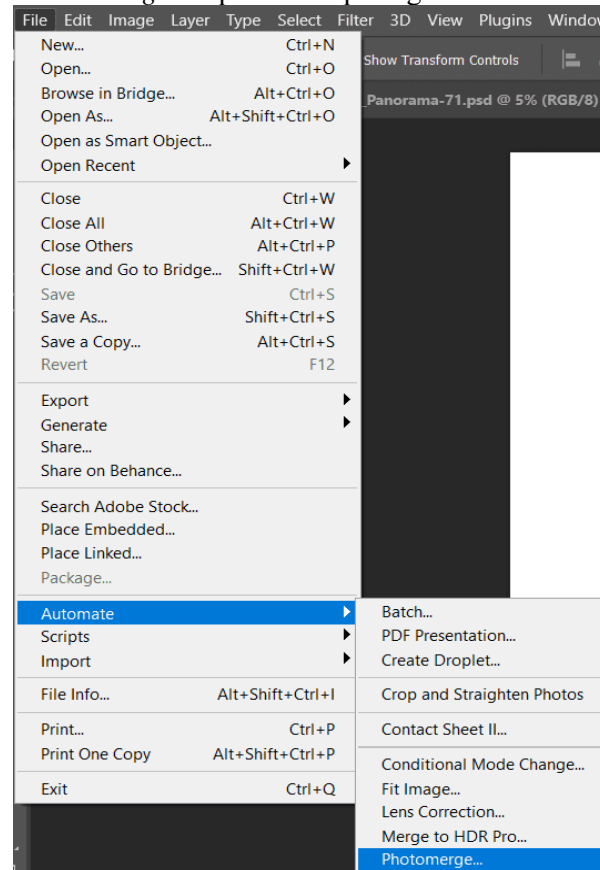 File Edit Image Layer Type Select Filter 3D View Plugins Window
New... Ctrl+N
Open... Ctrl+O
Browse in Bridge... Alt+Ctrl+O
Open As... Alt+Shift+Ctrl+O
Open as Smart Object...
Open Recent
Close Ctrl+W
Close All Alt+Ctrl+W
Close Others Alt+Ctrl+P
Close and Go to Bridge... Shift+Ctrl+W
Save Ctrl+S
Save As... Shift+Ctrl+S
Save a Copy... Alt+Ctrl+S
Revert F12
Export
Generate
Share...
Share on Behance...
Search Adobe Stock...
Place Embedded...
Place Linked...
Package...
Automate
Scripts
Import
File Info... Alt+Shift+Ctrl+I
Print... Ctrl+P
Print One Copy Alt+Shift+Ctrl+P
Exit Ctrl+Q
Show Transform Controls
_Panorama-71.psd @ 5% (RGB/8)
Batch...
PDF Presentation...
Create Droplet...
Crop and Straighten Photos
Contact Sheet II...
Conditional Mode Change...
Fit Image...
Lens Correction...
Merge to HDR Pro...
Photomerge...